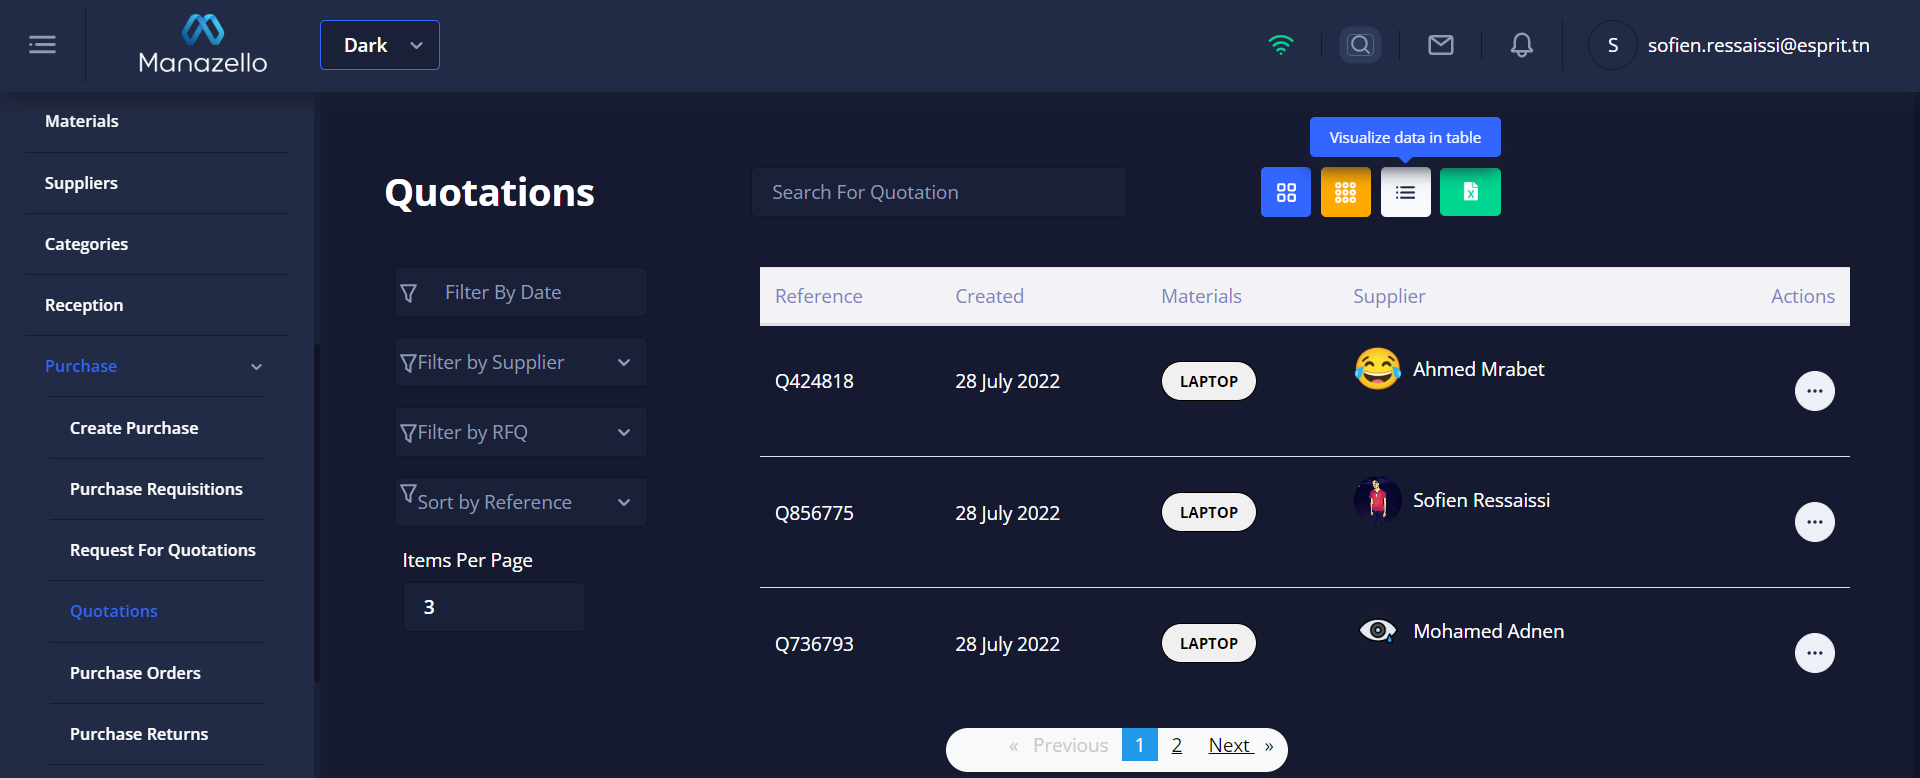 Manazello
Dark
S
sofien.ressaissi@esprit.tn
Materials
Suppliers
Categories
Reception
Purchase
Create Purchase
Purchase Requisitions
Request For Quotations
Quotations
Purchase Orders
Purchase Returns
Visualize data in table
Quotations
Search For Quotation
X
Filter By Date
Filter by Supplier
Filter by RFQ
Sort by Reference
Items Per Page
3
Reference Created Materials Supplier Actions
Q424818 28 July 2022 LAPTOP Ahmed Mrabet
Q856775 28 July 2022 LAPTOP Sofien Ressaissi
Q736793 28 July 2022 LAPTOP Mohamed Adnen
« Previous 1 2 Next »